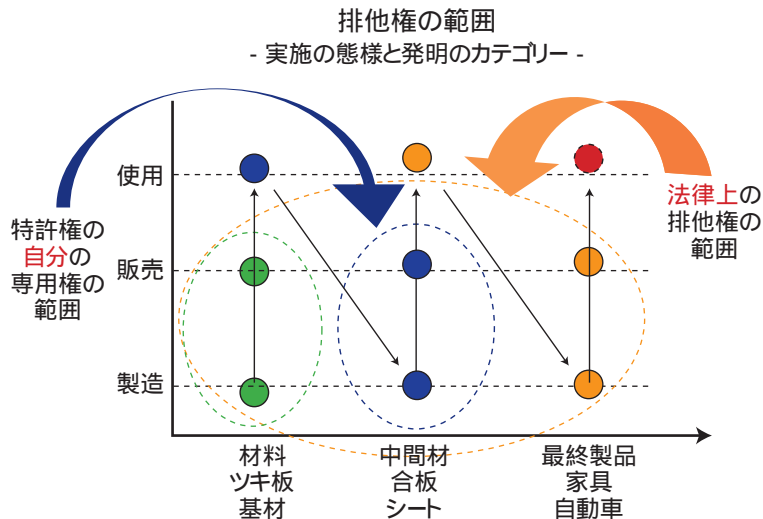 排他権の範囲
- 実施の態様と発明のカテゴリー -
使用
販売
製造
特許権の
自分の
専用権の
範囲
法律上の
排他権の
範囲
材料
ツキ板
基材
中間材
合板
シート
最終製品
家具
自動車